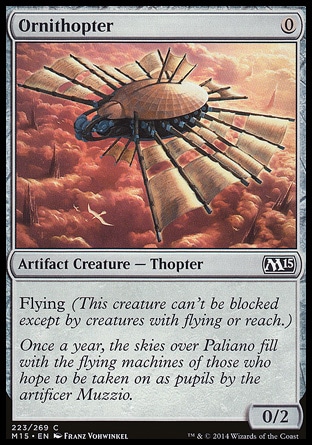 Ornithopter 0
Artifact Creature — Thopter M15
Flying (This creature can't be blocked
except by creatures with flying or reach.)
Once a year, the skies over Paliano fill
with the flying machines of those who
hope to be taken on as pupils by the
artificer Muzzio.
0/2
223/269 C
M15 • EN Franz Vohwinkel ™ & © 2014 Wizards of the Coast